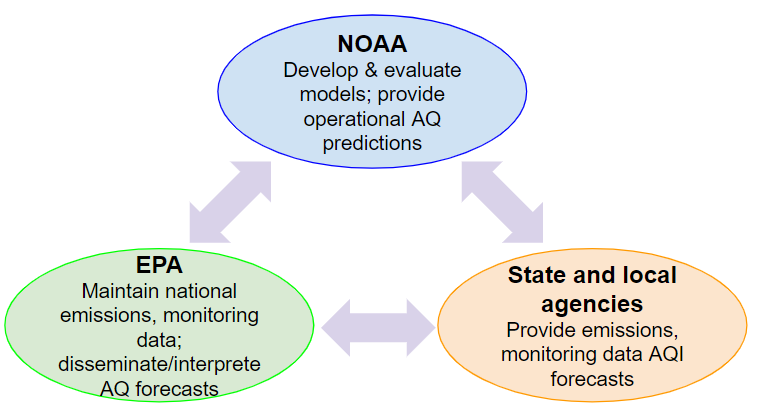 NOAA
Develop & evaluate
models; provide
operational AQ
predictions
EPA
Maintain national
emissions, monitoring
data;
disseminate/interprete
AQ forecasts
State and local
agencies
Provide emissions,
monitoring data AQI
forecasts